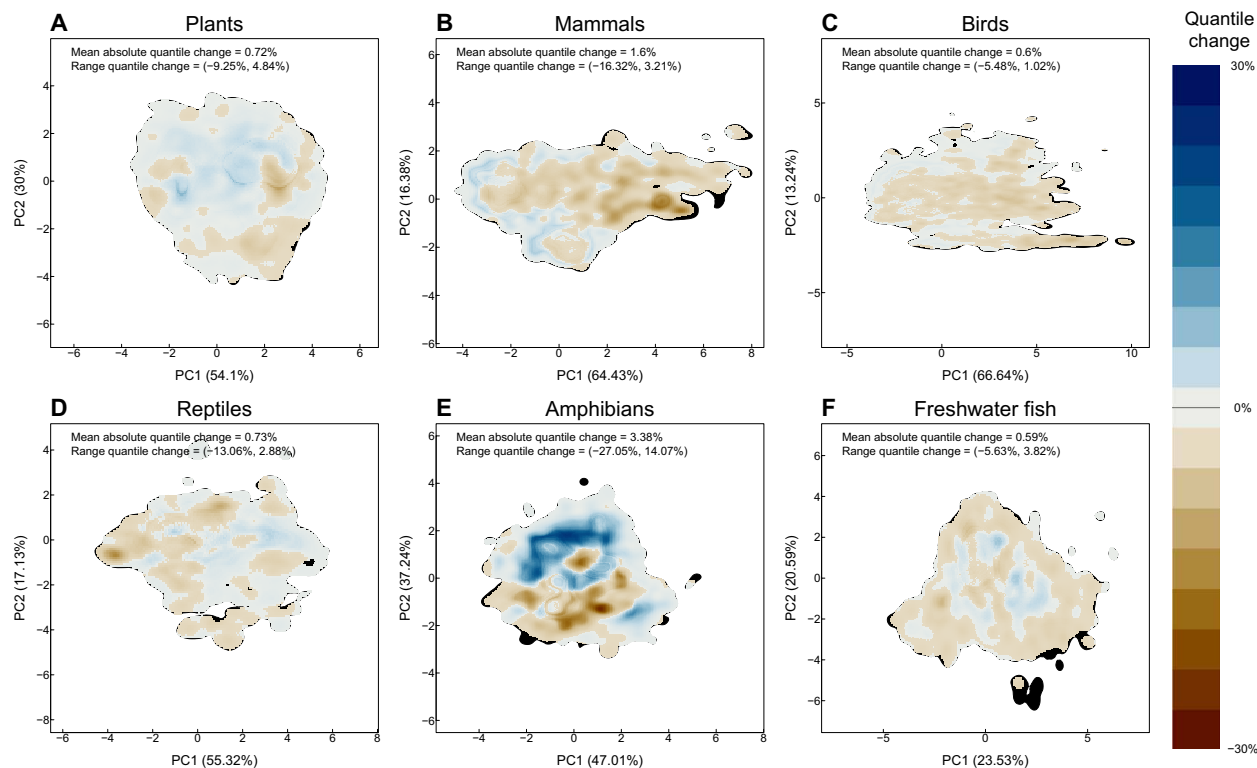 A Plants
Mean absolute quantile change = 0.72%
Range quantile change = (−9.25%, 4.84%)
4
2
0
−2
−4
−6
PC2 (30%)
−6 −4 −2 0 2 4 6
PC1 (54.1%)
B Mammals
Mean absolute quantile change = 1.6%
Range quantile change = (−16.32%, 3.21%)
6
4
2
0
−2
−4
−6
PC2 (16.38%)
−4 −2 0 2 4 6 8
PC1 (64.43%)
C Birds
Mean absolute quantile change = 0.6%
Range quantile change = (−5.48%, 1.02%)
5
0
−5
PC2 (13.24%)
−5 0 5 10
PC1 (66.64%)
Quantile
change
30%
0%
−30%
D Reptiles
Mean absolute quantile change = 0.73%
Range quantile change = (−13.06%, 2.88%)
4
2
0
−2
−4
−6
−8
PC2 (17.13%)
−6 −4 −2 0 2 4 6 8
PC1 (55.32%)
E Amphibians
Mean absolute quantile change = 3.38%
Range quantile change = (−27.05%, 14.07%)
6
4
2
0
−2
−4
−6
PC2 (37.24%)
−4 −2 0 2 4 6 8
PC1 (47.01%)
F Freshwater fish
Mean absolute quantile change = 0.59%
Range quantile change = (−5.63%, 3.82%)
6
4
2
0
−2
−4
−6
PC2 (20.59%)
−5 0 5
PC1 (23.53%)